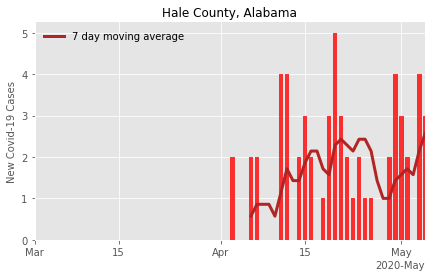 Hale County, Alabama
7 day moving average
New Covid-19 Cases
5
4
3
2
1
0
Mar 15 Apr 15 May
2020-May